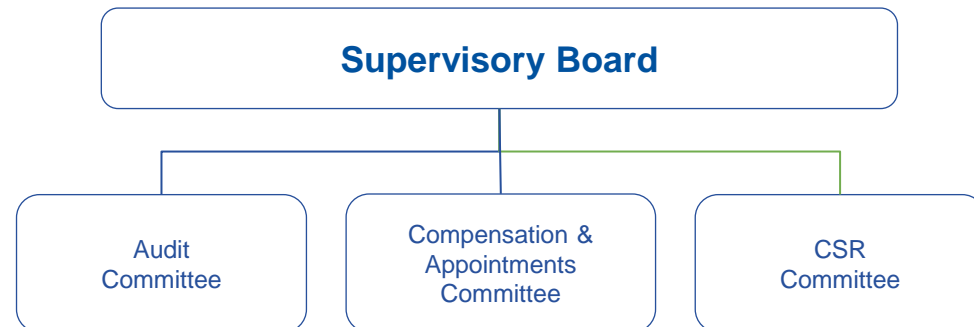 Supervisory Board
Audit
Committee
Compensation &
Appointments
Committee
CSR
Committee